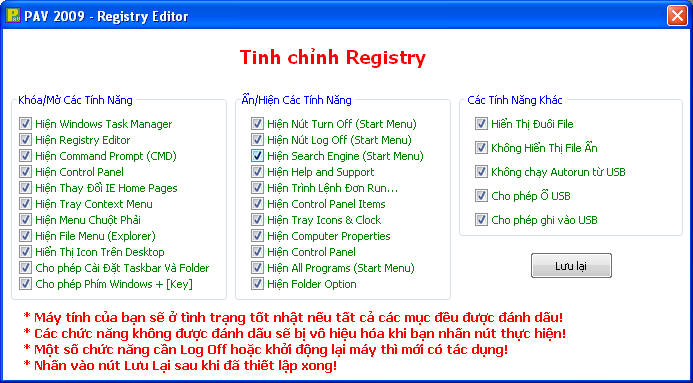 PAV 2009 - Registry Editor
Tinh chỉnh Registry
Khóa/Mở Các Tính Năng
Hiện Windows Task Manager
Hiện Registry Editor
Hiện Command Prompt (CMD)
Hiện Control Panel
Hiện Thay Đổi IE Home Pages
Hiện Tray Context Menu
Hiện Menu Chuột Phải
Hiện File Menu (Explorer)
Hiển Thị Icon Trên Desktop
Cho phép Cài Đặt Taskbar Và Folder
Cho phép Phím Windows + [Key]
Ẩn/Hiện Các Tính Năng
Hiện Nút Turn Off (Start Menu)
Hiện Nút Log Off (Start Menu)
Hiện Search Engine (Start Menu)
Hiện Help and Support
Hiện Trình Lệnh Đơn Run...
Hiện Control Panel Items
Hiện Tray Icons & Clock
Hiện Computer Properties
Hiện Control Panel
Hiện All Programs (Start Menu)
Hiện Folder Option
Các Tính Năng Khác
Hiển Thị Đuôi File
Không Hiển Thị File Ẩn
Không chạy Autorun từ USB
Cho phép Ổ USB
Cho phép ghi vào USB
Lưu lại
* Máy tính của bạn sẽ ở tình trạng tốt nhất nếu tất cả các mục đều được đánh dấu!
* Các chức năng không được đánh dấu sẽ bị vô hiệu hóa khi bạn nhấn nút thực hiện!
* Một số chức năng cần Log Off hoặc khởi động lại máy thì mới có tác dụng!
* Nhấn vào nút Lưu Lại sau khi đã thiết lập xong!